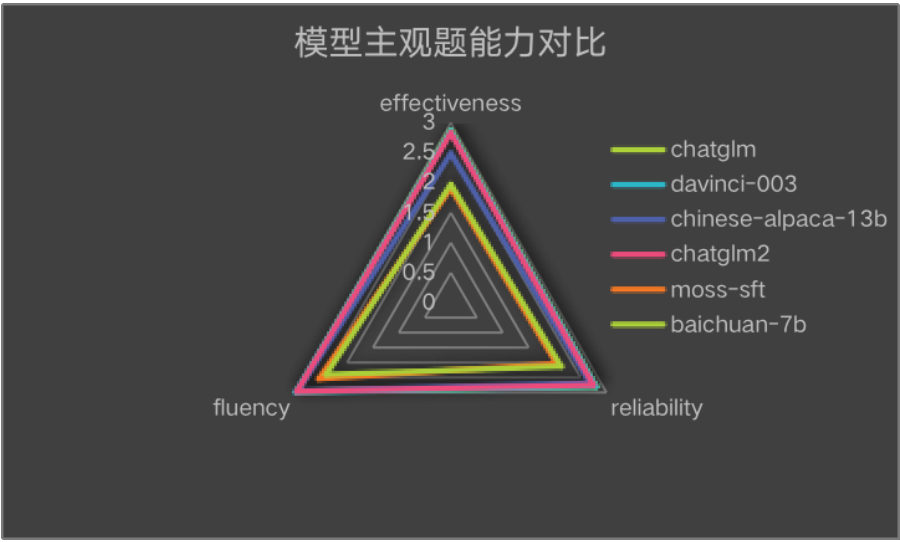 模型主观题能力对比
effectiveness
3
2.5
2
1.5
1
0.5
0
fluency
reliability
chatglm
davinci-003
chinese-alpaca-13b
chatglm2
moss-sft
baichuan-7b